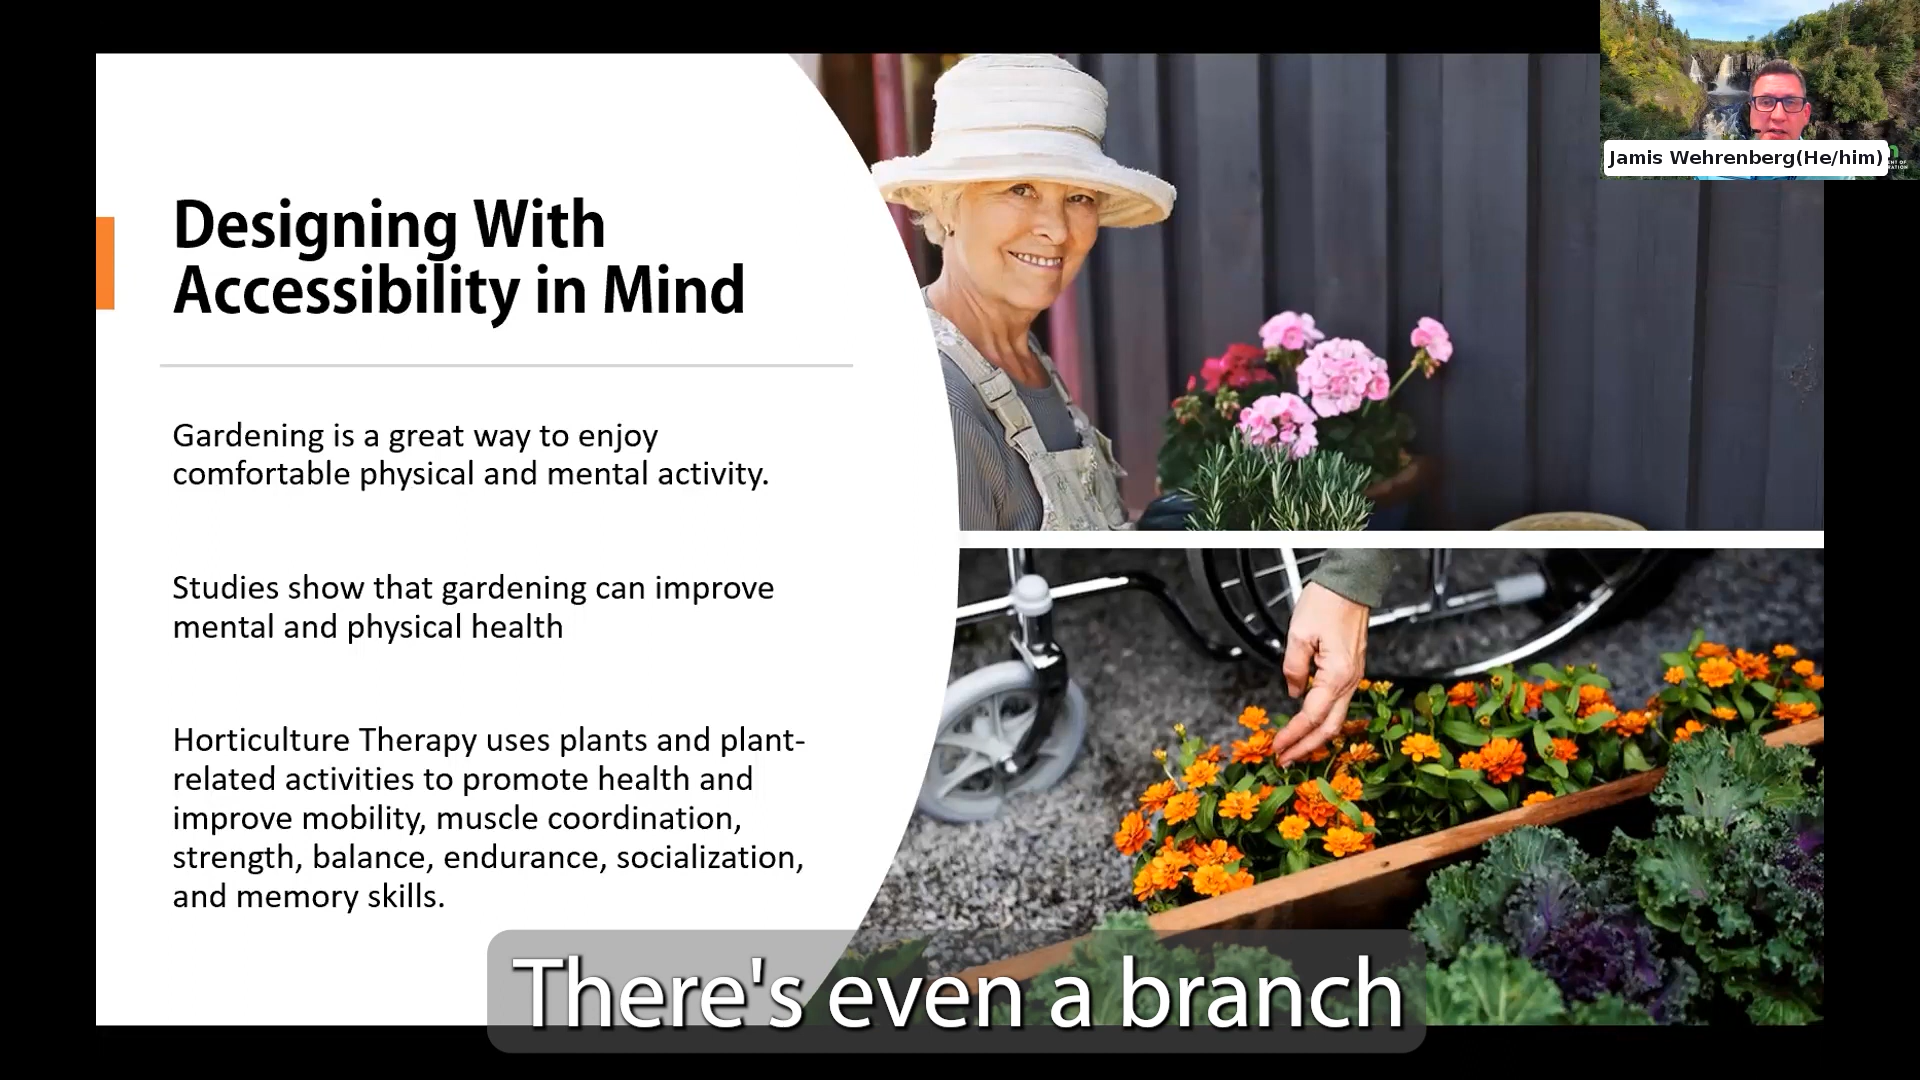 Jamis Wehrenberg(He/him)
Designing With
Accessibility in Mind
Gardening is a great way to enjoy
comfortable physical and mental activity.
Studies show that gardening can improve
mental and physical health
Horticulture Therapy uses plants and plant-
related activities to promote health and
improve mobility, muscle coordination,
strength, balance, endurance, socialization,
and memory skills.
There's even a branch